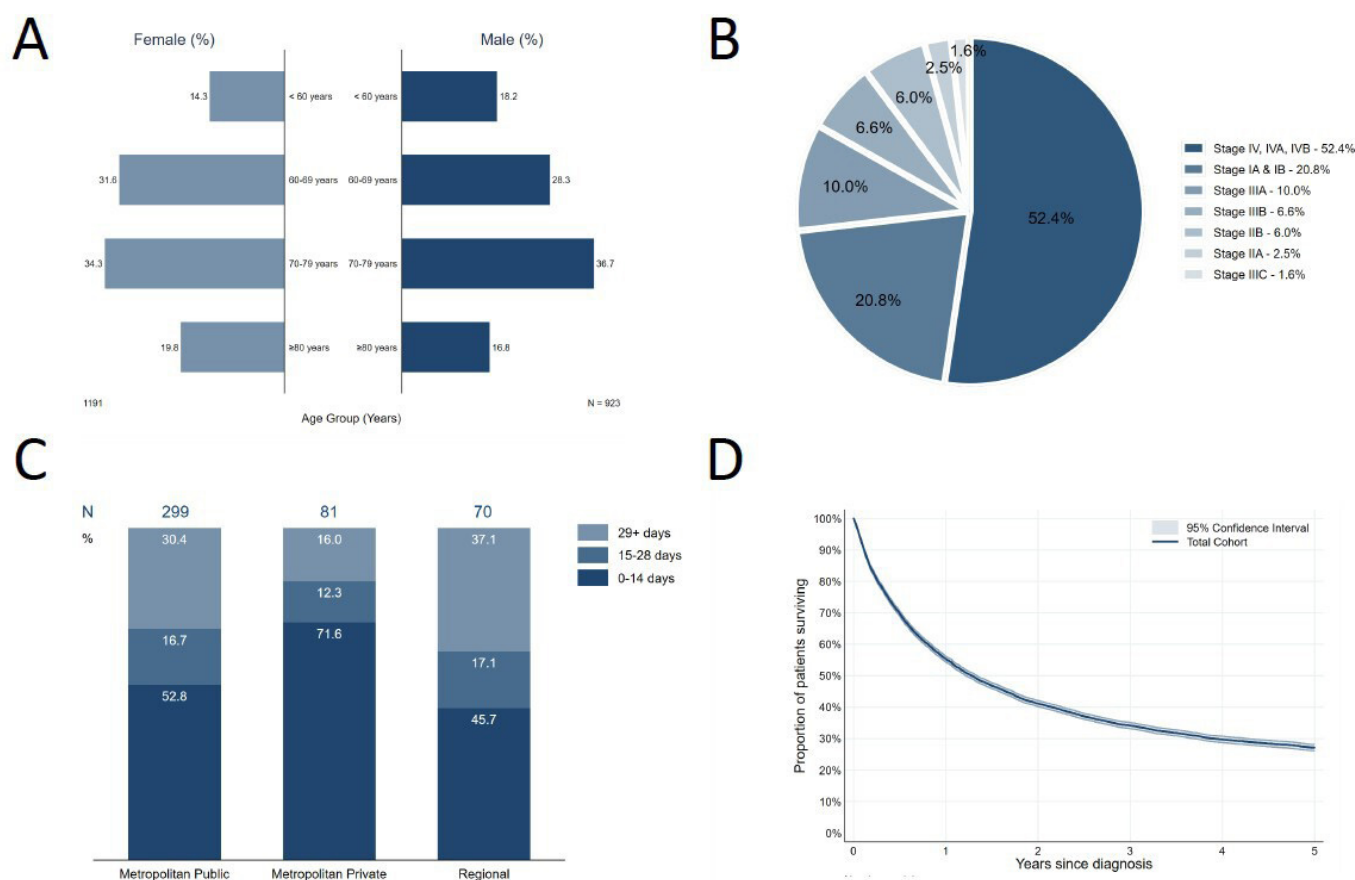 A
Female (%)
Male (%)
14.3
< 60 years
< 60 years
18.2
31.6
60-69 years
60-69 years
28.3
34.3
70-79 years
70-79 years
36.7
19.8
≥80 years
≥80 years
16.8
1191
N = 923
Age Group (Years)
B
1.6%
2.5%
6.0%
6.6%
10.0%
20.8%
52.4%
Stage IV, IVA, IVB - 52.4%
Stage IA & IB - 20.8%
Stage IIIA - 10.0%
Stage IIIB - 6.6%
Stage IIB - 6.0%
Stage IIA - 2.5%
Stage IIIC - 1.6%
C
N
299
81
70
%
30.4
16.0
37.1
16.7
12.3
17.1
52.8
71.6
45.7
29+ days
15-28 days
0-14 days
Metropolitan Public
Metropolitan Private
Regional
D
100%
90%
80%
70%
60%
50%
40%
30%
20%
10%
0%
Proportion of patients surviving
95% Confidence Interval
Total Cohort
0
1
2
3
4
5
Years since diagnosis